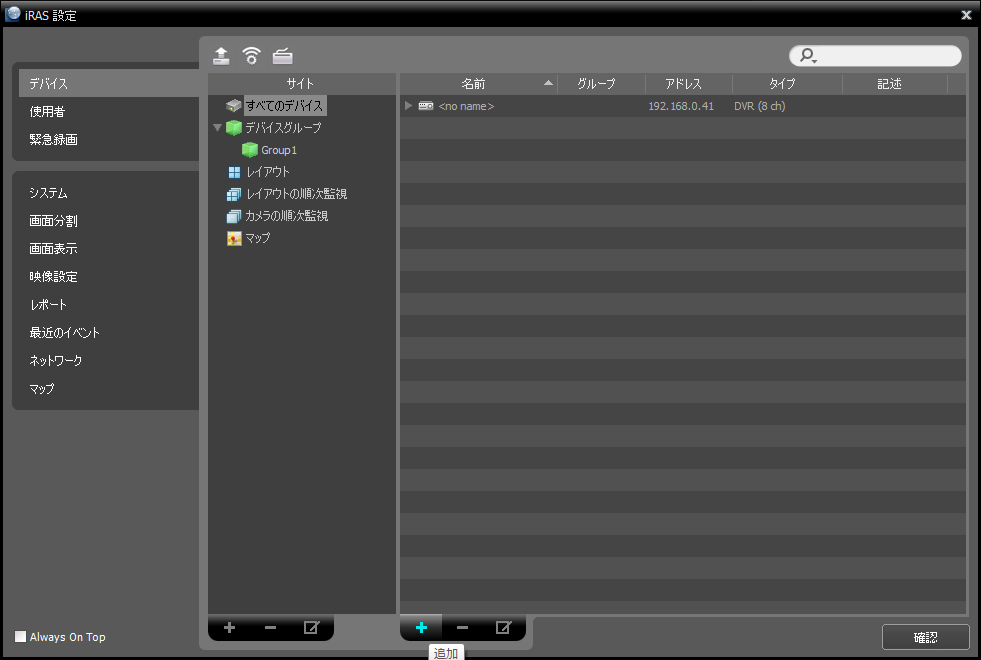 iRAS 設定
デバイス
使用者
緊急録画
システム
画面分割
画面表示
映像設定
レポート
最近のイベント
ネットワーク
マップ
Always On Top
サイト
すべてのデバイス
デバイスグループ
Group1
レイアウト
レイアウトの順次監視
カメラの順次監視
マップ
名前 グループ アドレス タイプ 記述
<no name> 192.168.0.41 DVR (8 ch)
追加
確認